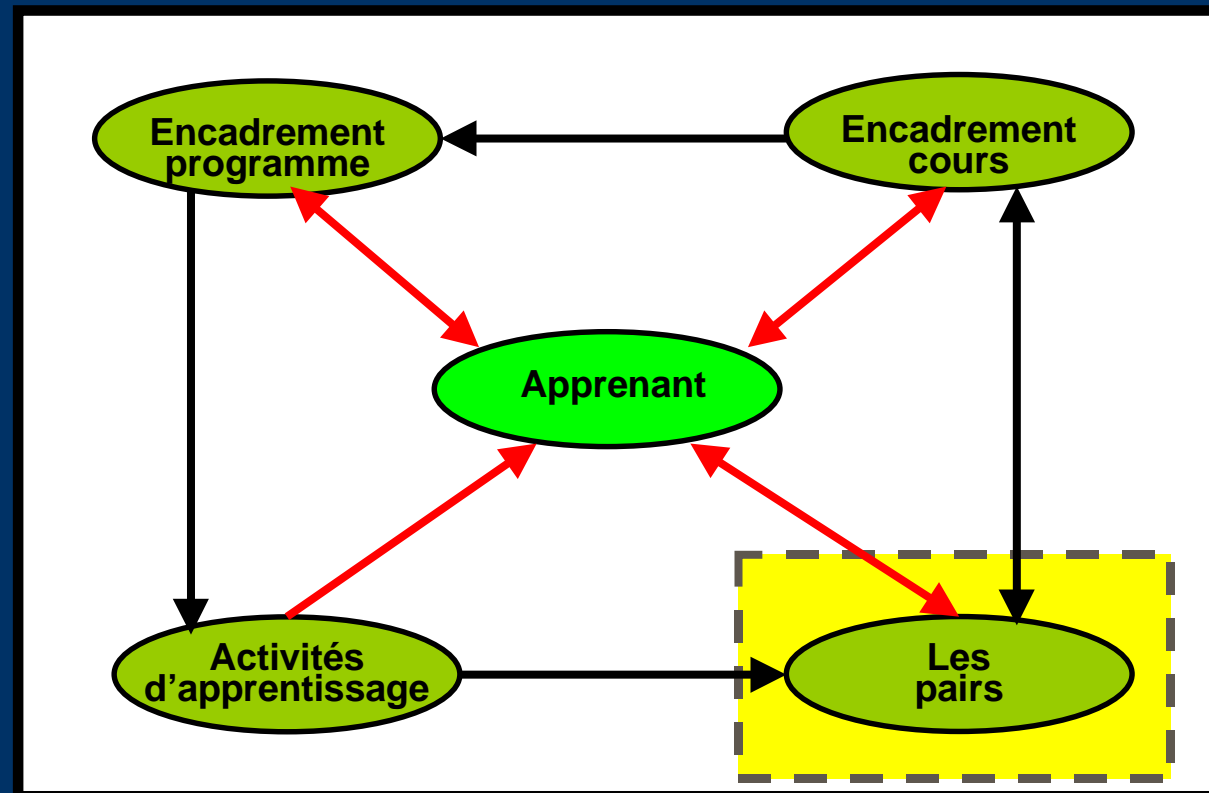 Encadrement
programme
Encadrement
cours
Apprenant
Activités
d’apprentissage
Les
pairs